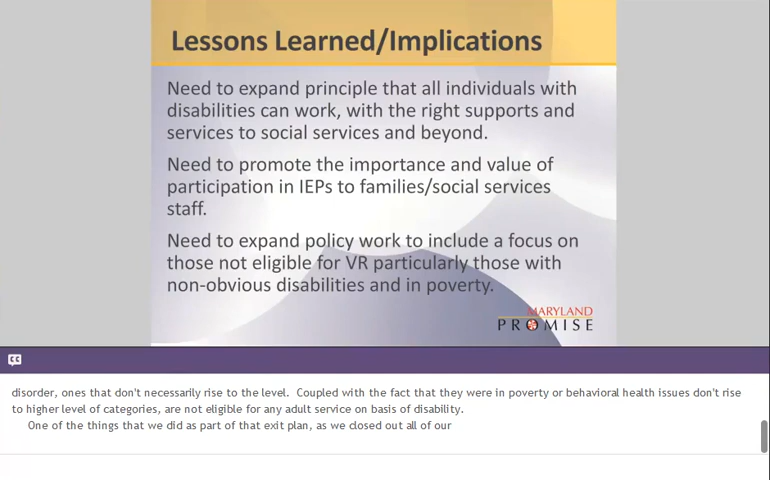 Lessons Learned/Implications
Need to expand principle that all individuals with
disabilities can work, with the right supports and
services to social services and beyond.
Need to promote the importance and value of
participation in IEPs to families/social services
staff.
Need to expand policy work to include a focus on
those not eligible for VR particularly those with
non-obvious disabilities and in poverty.
MARYLAND
PROMISE
CC
disorder, ones that don't necessarily rise to the level.  Coupled with the fact that they were in poverty or behavioral health issues don't rise
to higher level of categories, are not eligible for any adult service on basis of disability.
One of the things that we did as part of that exit plan, as we closed out all of our